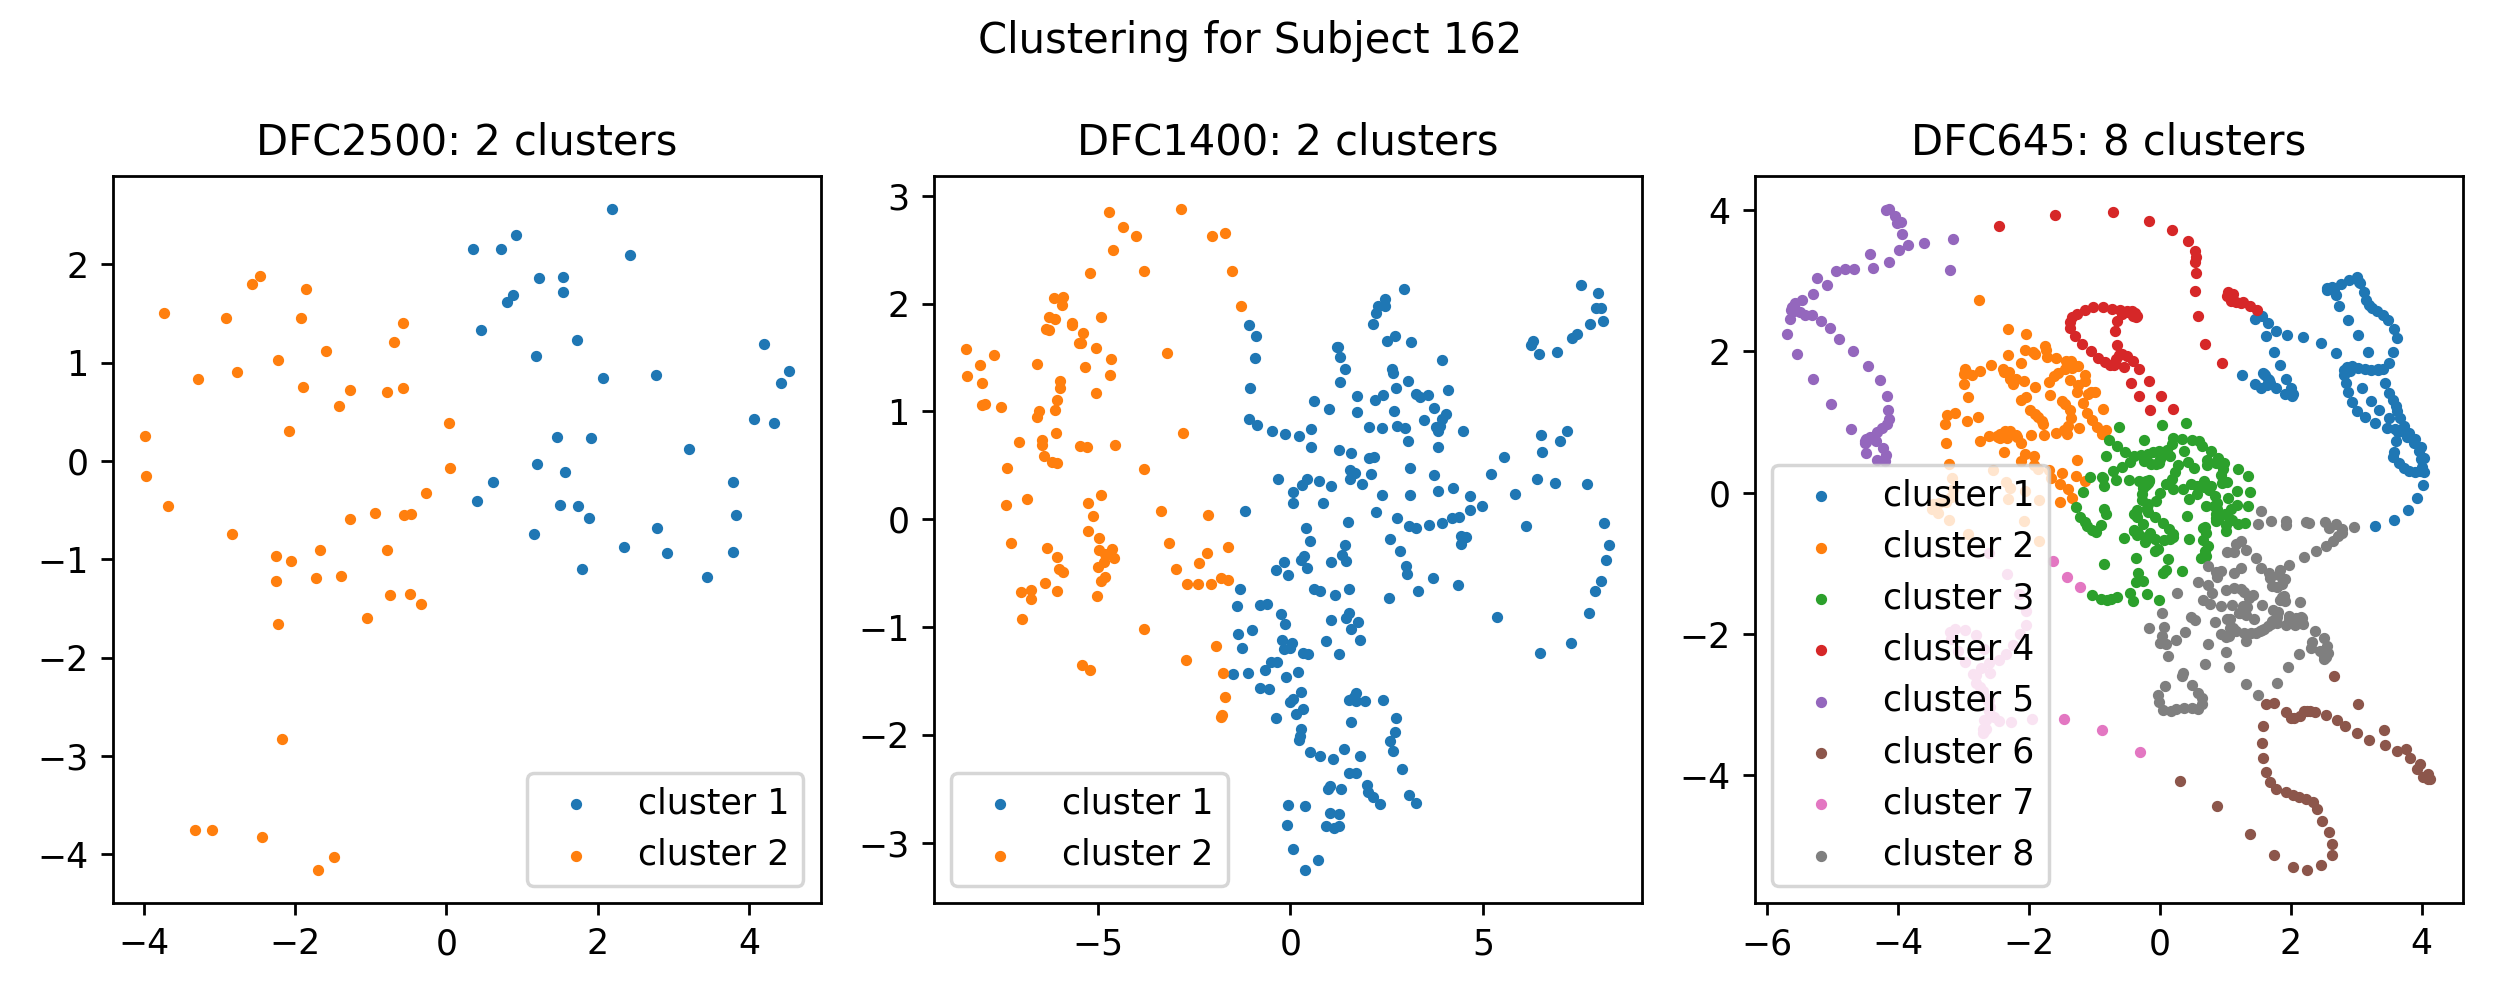 Clustering for Subject 162
DFC2500: 2 clusters
2
1
0
−1
−2
−3
−4
−4 −2 0 2 4
cluster 1
cluster 2
DFC1400: 2 clusters
3
2
1
0
−1
−2
−3
−5 0 5
cluster 1
cluster 2
DFC645: 8 clusters
4
2
0
−2
−4
−6 −4 −2 0 2 4
cluster 1
cluster 2
cluster 3
cluster 4
cluster 5
cluster 6
cluster 7
cluster 8